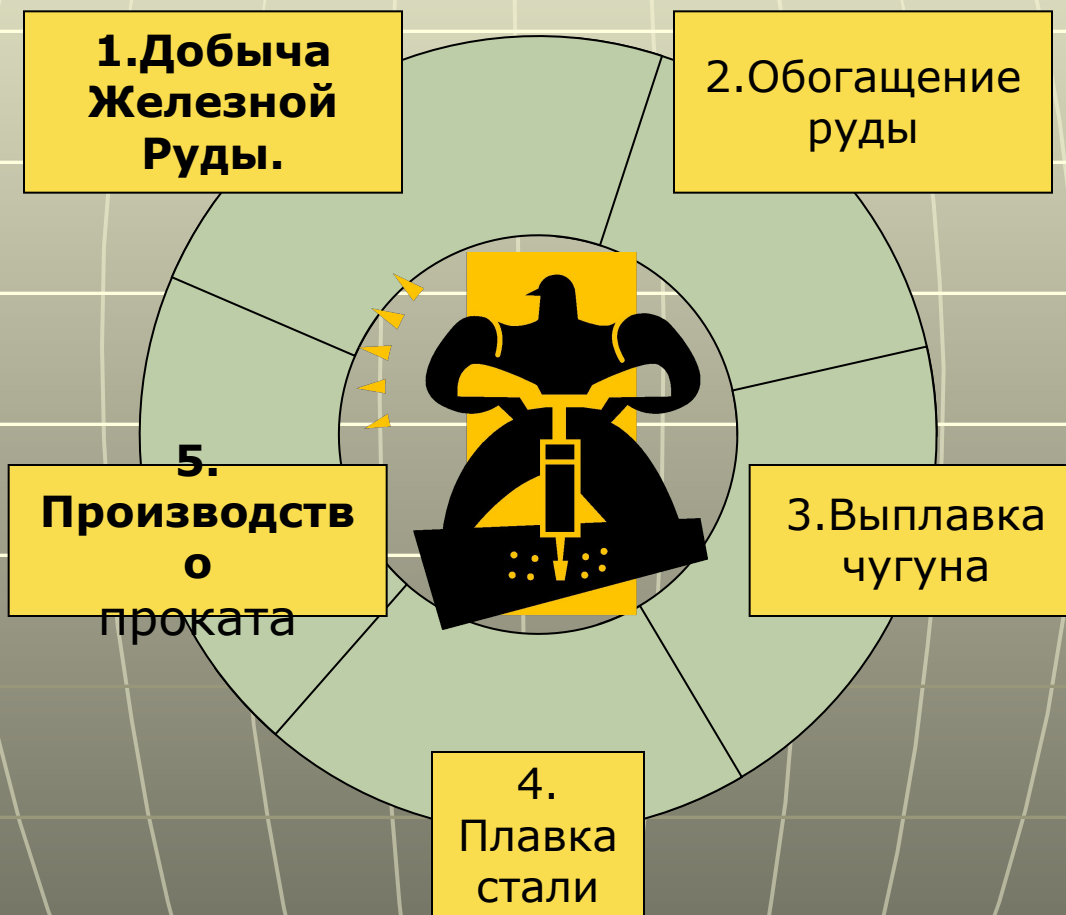 1.Добыча
Железной
Руды.
2.Обогащение
руды
3.Выплавка
чугуна
4.
Плавка
стали
5.
Производств
о
проката